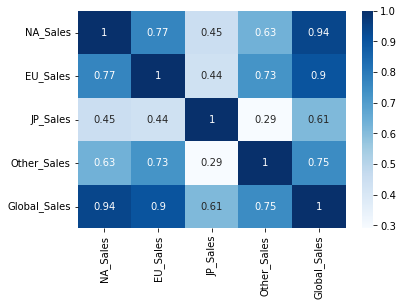 NA_Sales 1 0.77 0.45 0.63 0.94
EU_Sales 0.77 1 0.44 0.73 0.9
JP_Sales 0.45 0.44 1 0.29 0.61
Other_Sales 0.63 0.73 0.29 1 0.75
Global_Sales 0.94 0.9 0.61 0.75 1
NA_Sales
EU_Sales
JP_Sales
Other_Sales
Global_Sales
1.0
0.9
0.8
0.7
0.6
0.5
0.4
0.3